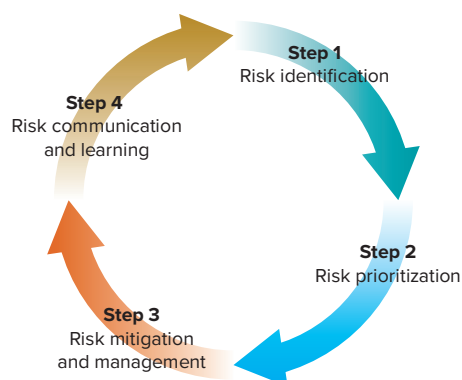 Step 1
Risk identification
Step 2
Risk prioritization
Step 3
Risk mitigation
and management
Step 4
Risk communication
and learning